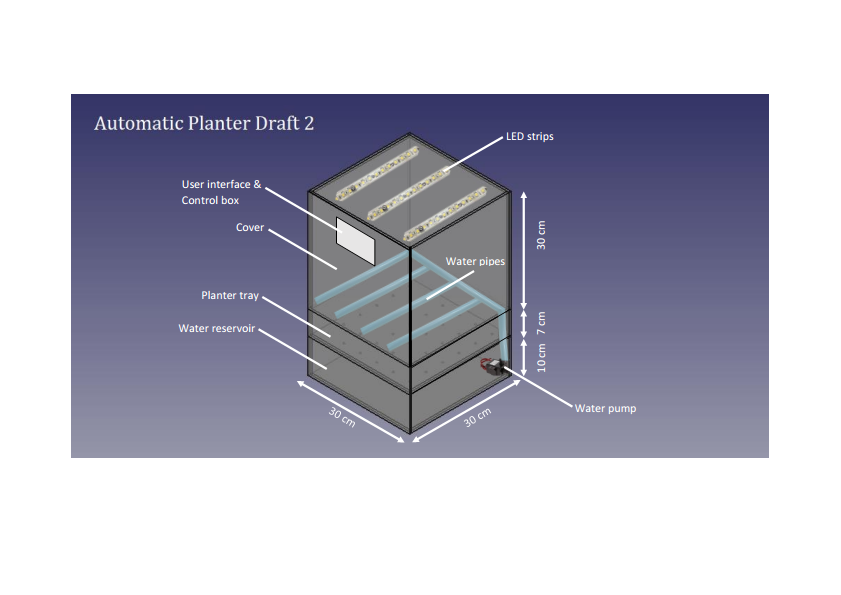 Automatic Planter Draft 2
LED strips
User interface &
Control box
Cover
Water pipes
Planter tray
Water reservoir
30 cm
7 cm
10 cm
Water pump
30 cm
30 cm